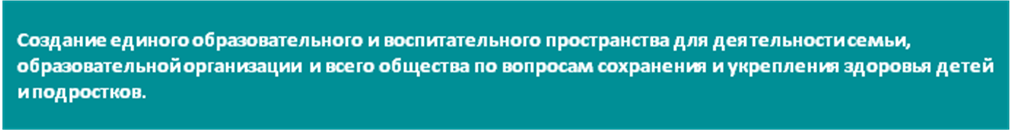 Создание единого образовательного и воспитательного пространства для деятельности семьи,
образовательной организации и всего общества по вопросам сохранения и укрепления здоровья детей
и подростков.